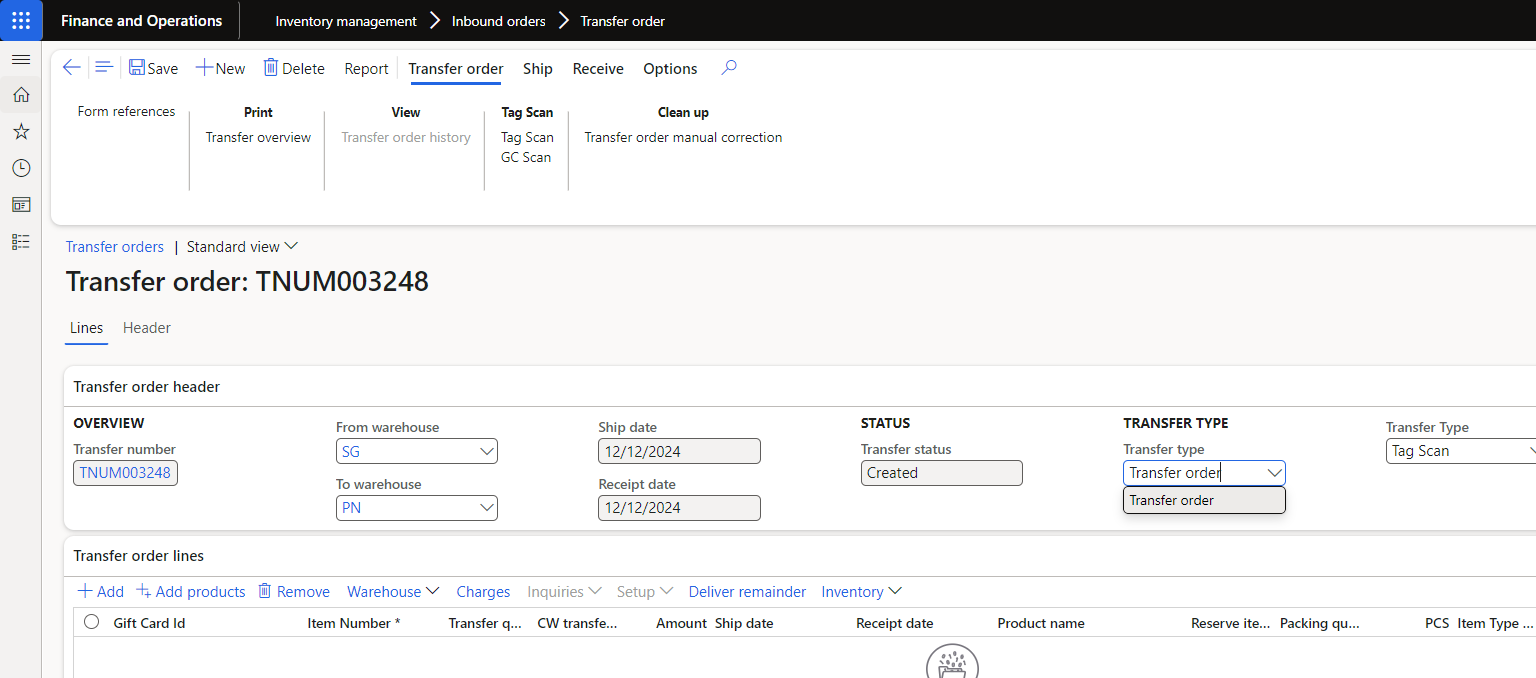 Finance and Operations
Inventory management
Inbound orders
Transfer order
Save
New
Delete
Report
Transfer order
Ship
Receive
Options
Form references
Print
Transfer overview
View
Transfer order history
Tag Scan
Tag Scan
GC Scan
Clean up
Transfer order manual correction
Transfer orders | Standard view
Transfer order: TNUM003248
Lines
Header
Transfer order header
OVERVIEW
Transfer number
TNUM003248
From warehouse
SG
To warehouse
PN
Ship date
12/12/2024
Receipt date
12/12/2024
STATUS
Transfer status
Created
TRANSFER TYPE
Transfer type
Transfer order
Transfer order
Transfer Type
Tag Scan
Transfer order lines
Add
Add products
Remove
Warehouse
Charges
Inquiries
Setup
Deliver remainder
Inventory
Gift Card Id
Item Number *
Transfer q...
CW transfe...
Amount
Ship date
Receipt date
Product name
Reserve ite...
Packing qu...
PCS
Item Type ...